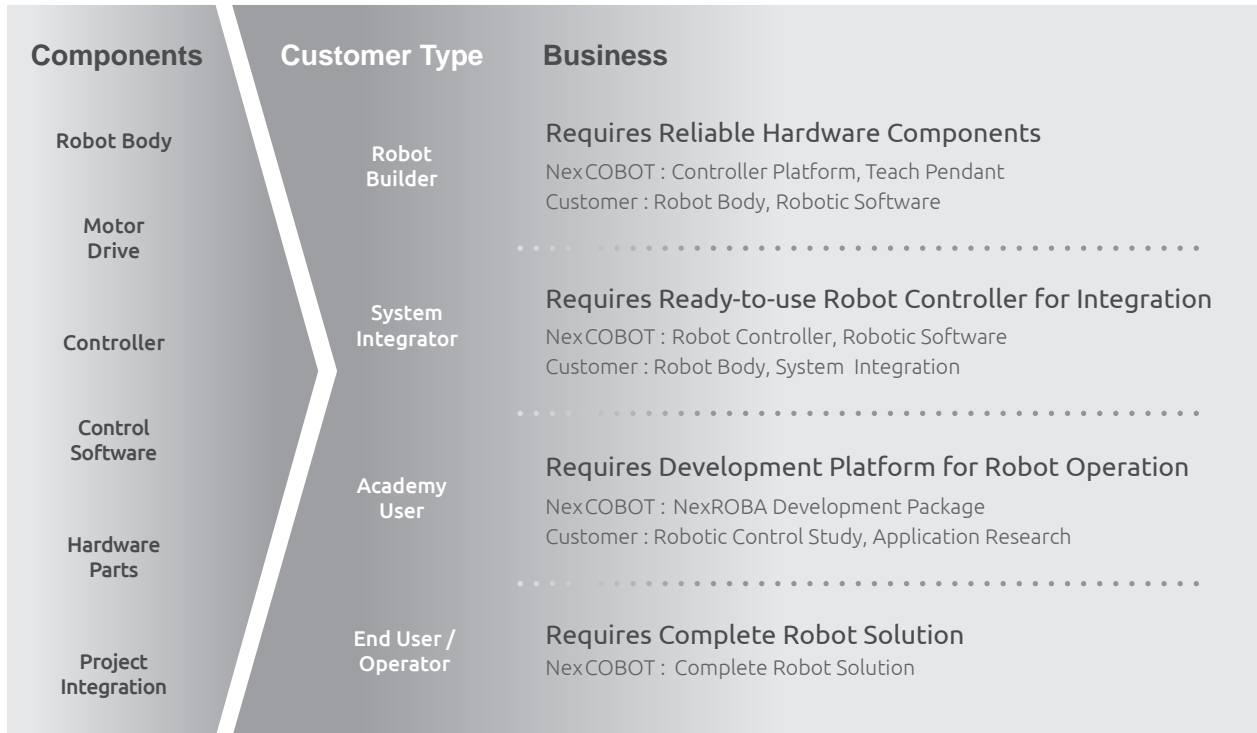 Components
Robot Body
Motor
Drive
Controller
Control
Software
Hardware
Parts
Project
Integration
Customer Type
Business
Robot
Builder
Requires Reliable Hardware Components
NexCOBOT : Controller Platform, Teach Pendant
Customer : Robot Body, Robotic Software
System
Integrator
Requires Ready-to-use Robot Controller for Integration
NexCOBOT : Robot Controller, Robotic Software
Customer : Robot Body, System Integration
Academy
User
Requires Development Platform for Robot Operation
NexCOBOT : NexROBA Development Package
Customer : Robotic Control Study, Application Research
End User /
Operator
Requires Complete Robot Solution
NexCOBOT : Complete Robot Solution